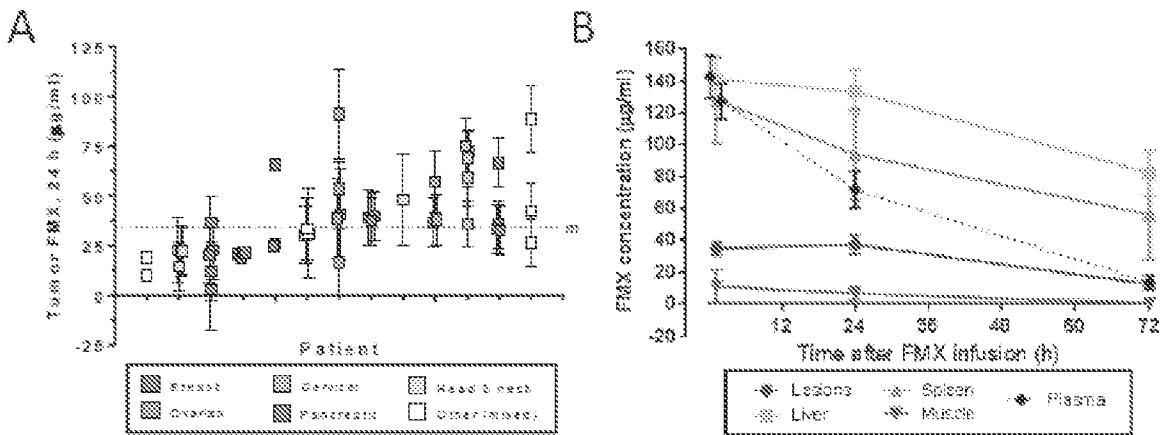 A
Tumor FMX, 24 h (µg/ml)
125
100
75
50
25
0
-25
Patient
Breast
Cervical
Head & neck
Ovarian
Pancreatic
Other (mixed)
B
FMX concentration (µg/ml)
160
140
120
100
80
60
40
20
0
-20
12 24 36 40 60 72
Time after FMX infusion (h)
Lesions
Spleen
Plasma
Liver
Muscle